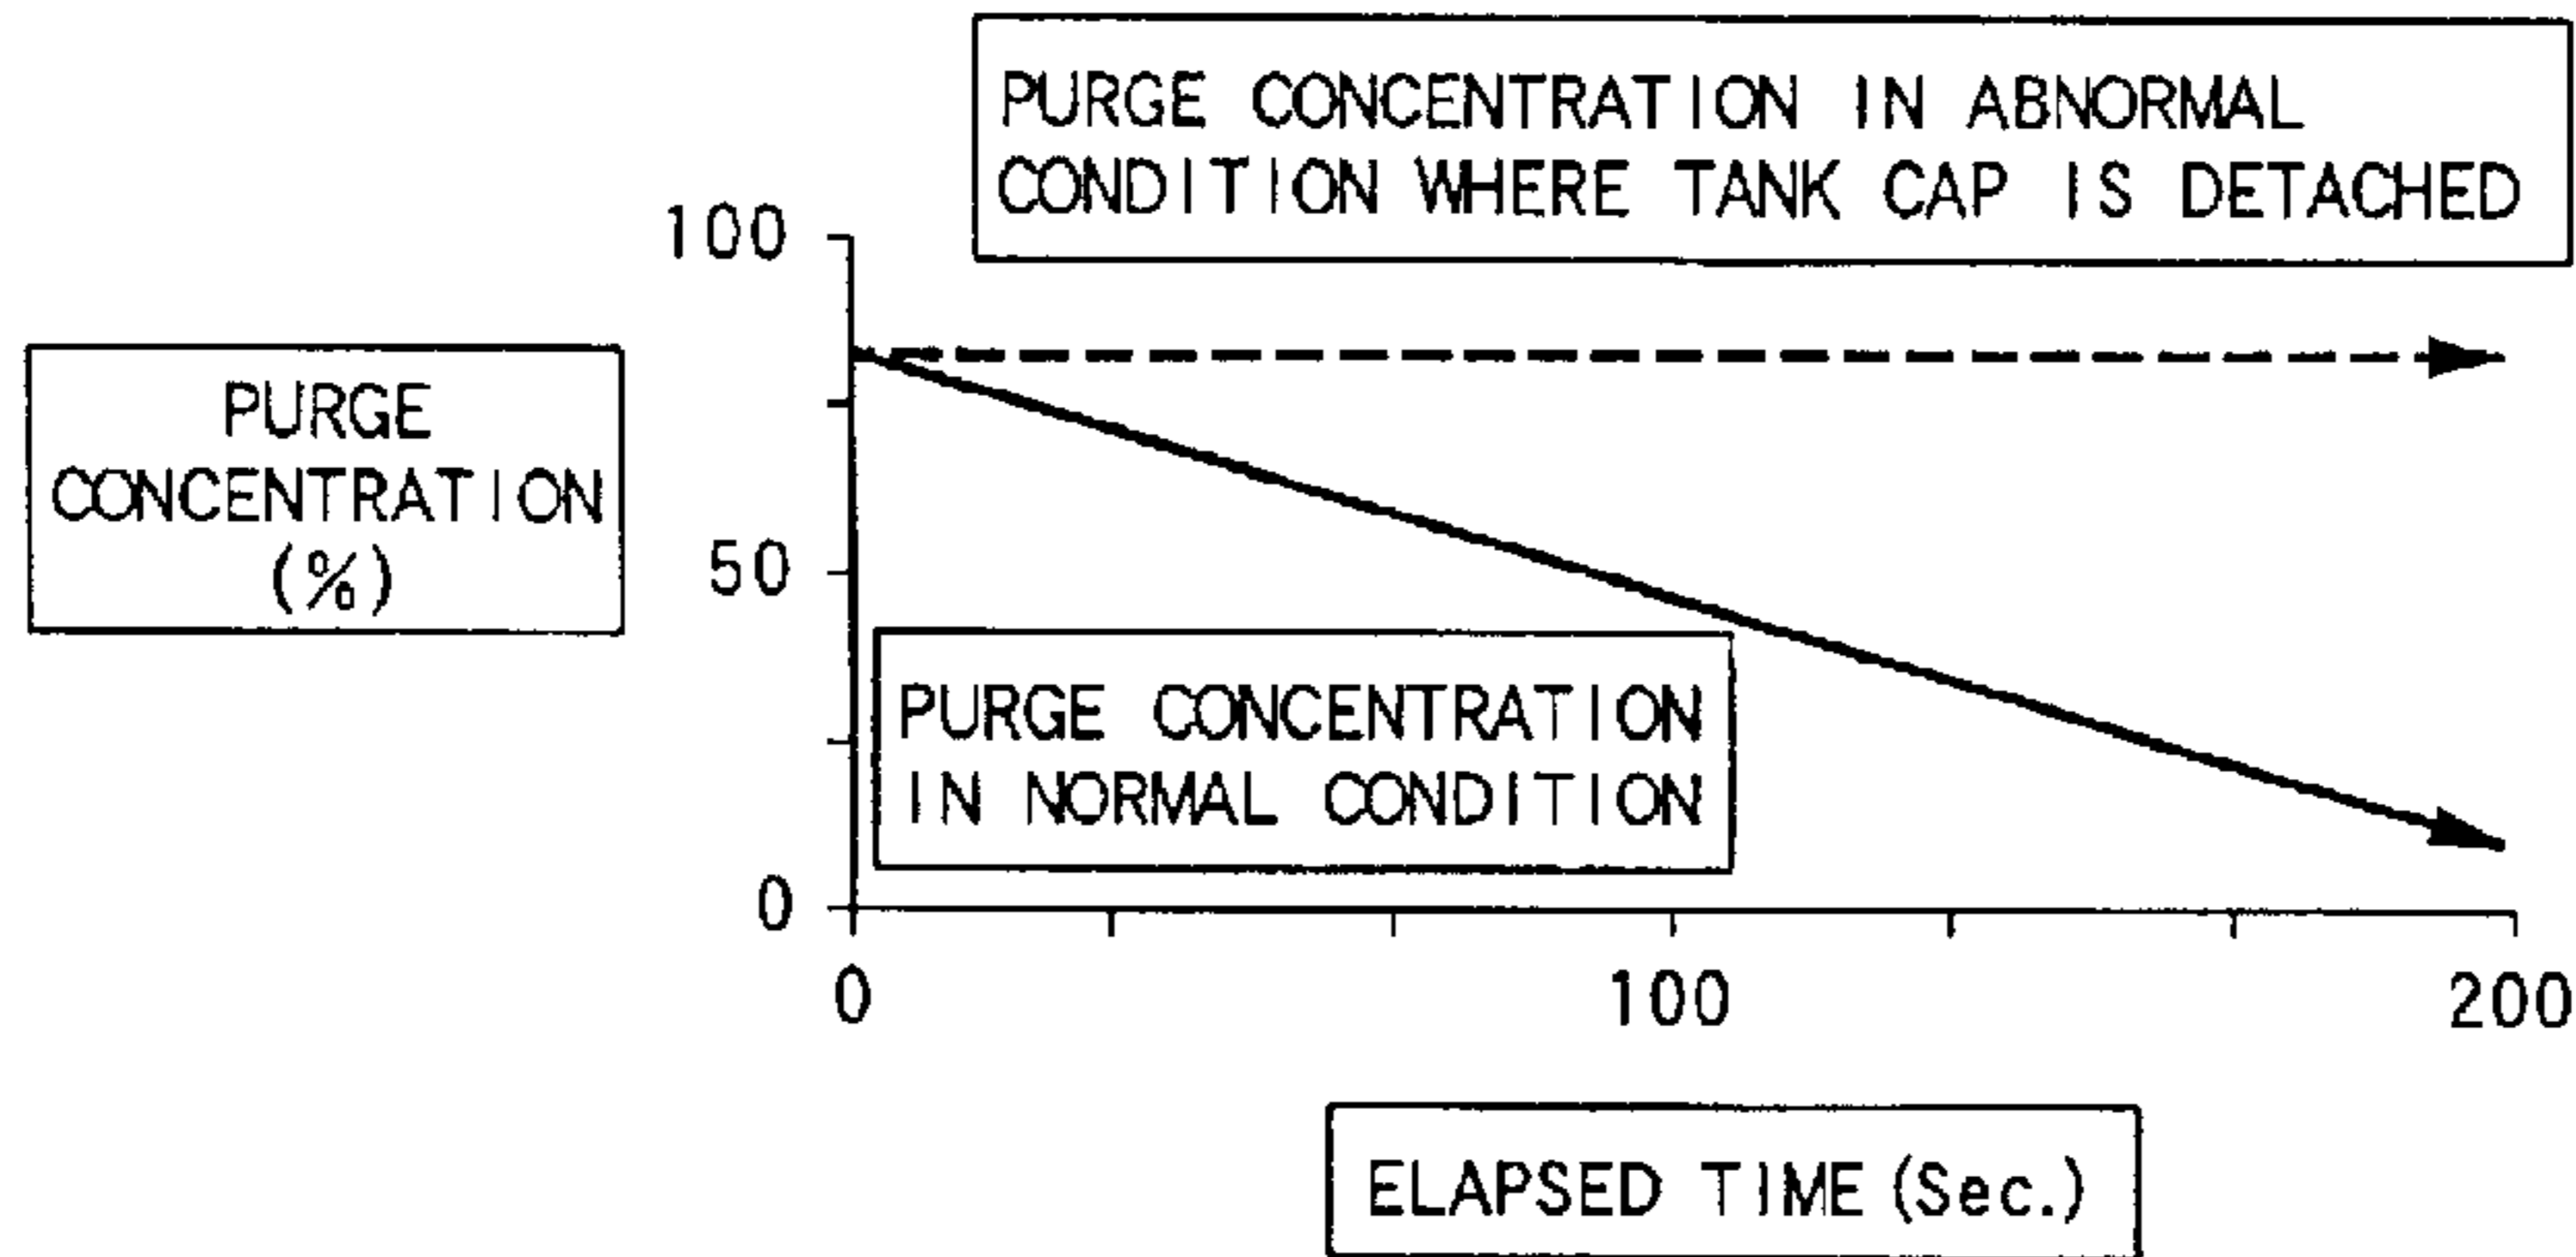 PURGE CONCENTRATION IN ABNORMAL
CONDITION WHERE TANK CAP IS DETACHED
100
PURGE
CONCENTRATION
(%)
50
PURGE CONCENTRATION
IN NORMAL CONDITION
0
0 100 200
ELAPSED TIME (Sec.)